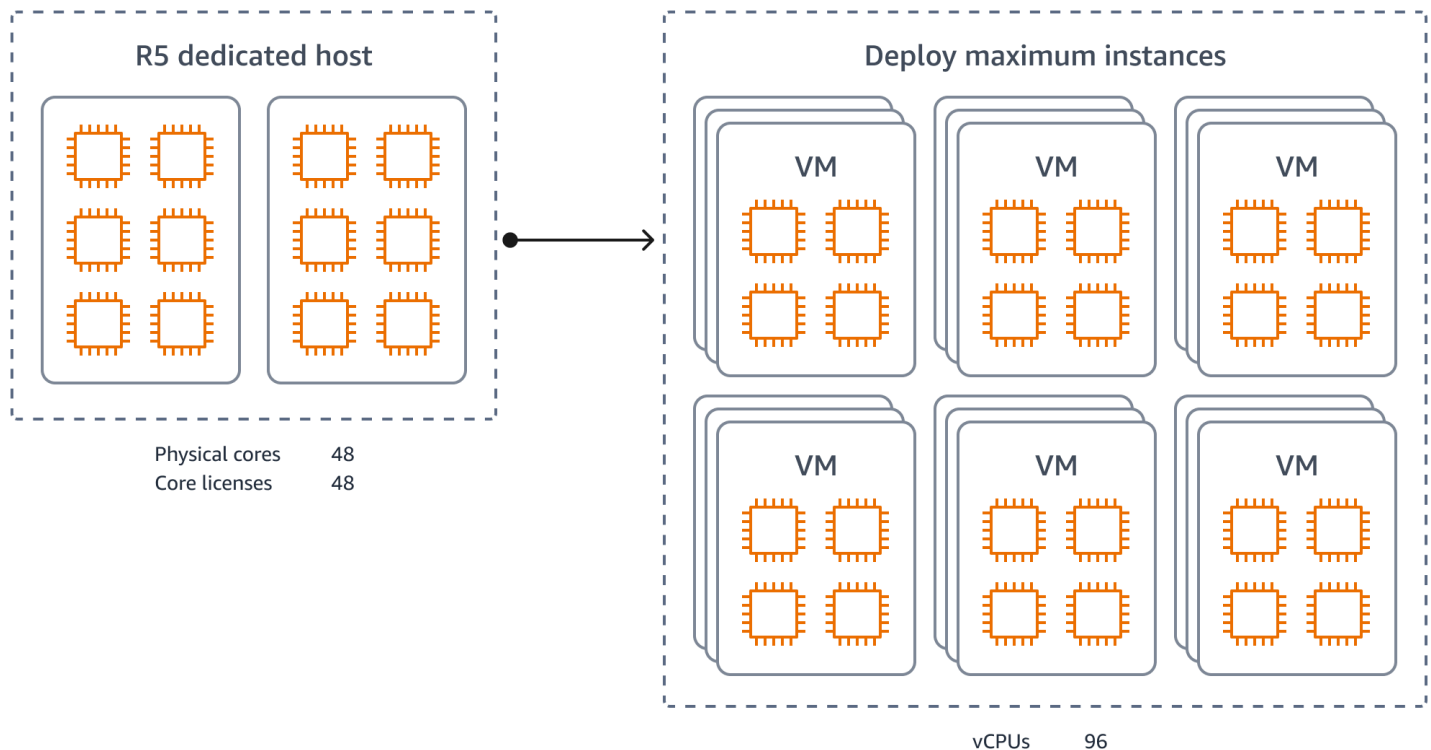 R5 dedicated host
Physical cores 48
Core licenses 48
Deploy maximum instances
VM VM VM
VM VM VM
vCPUs 96